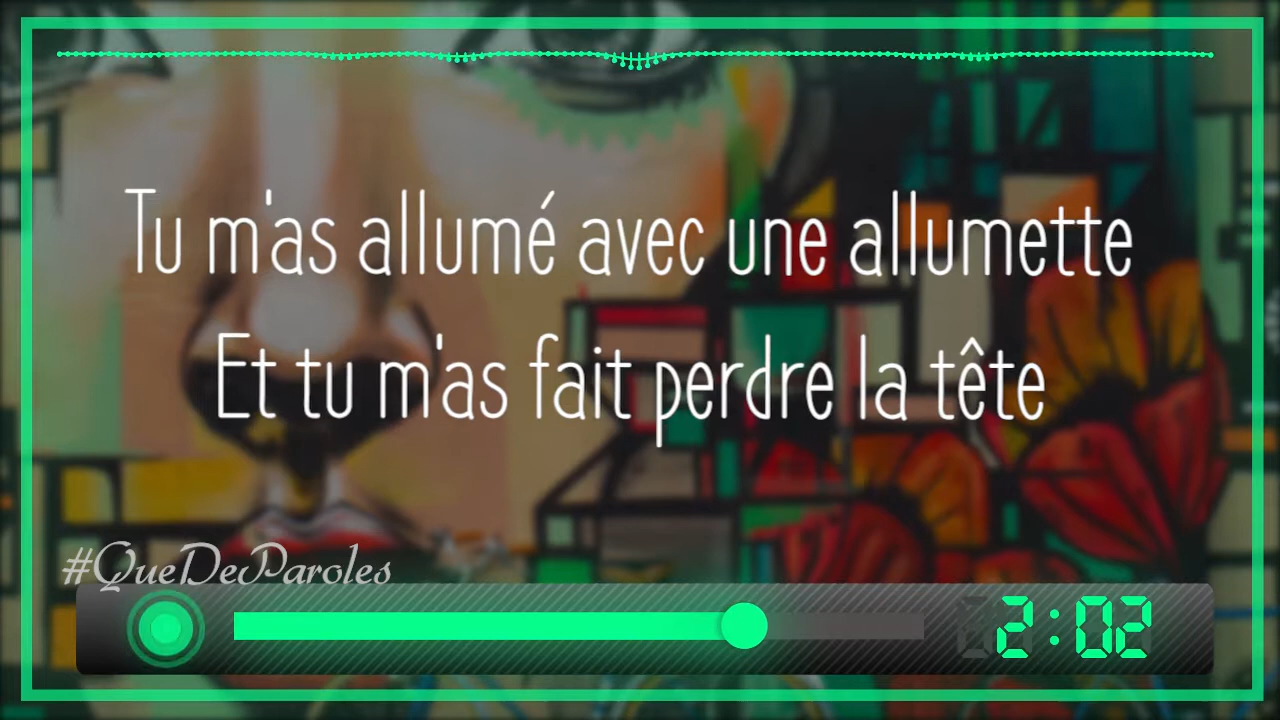 Tu m'as allumé avec une allumette
Et tu m'as fait perdre la tête
#QueDeParoles
2:02